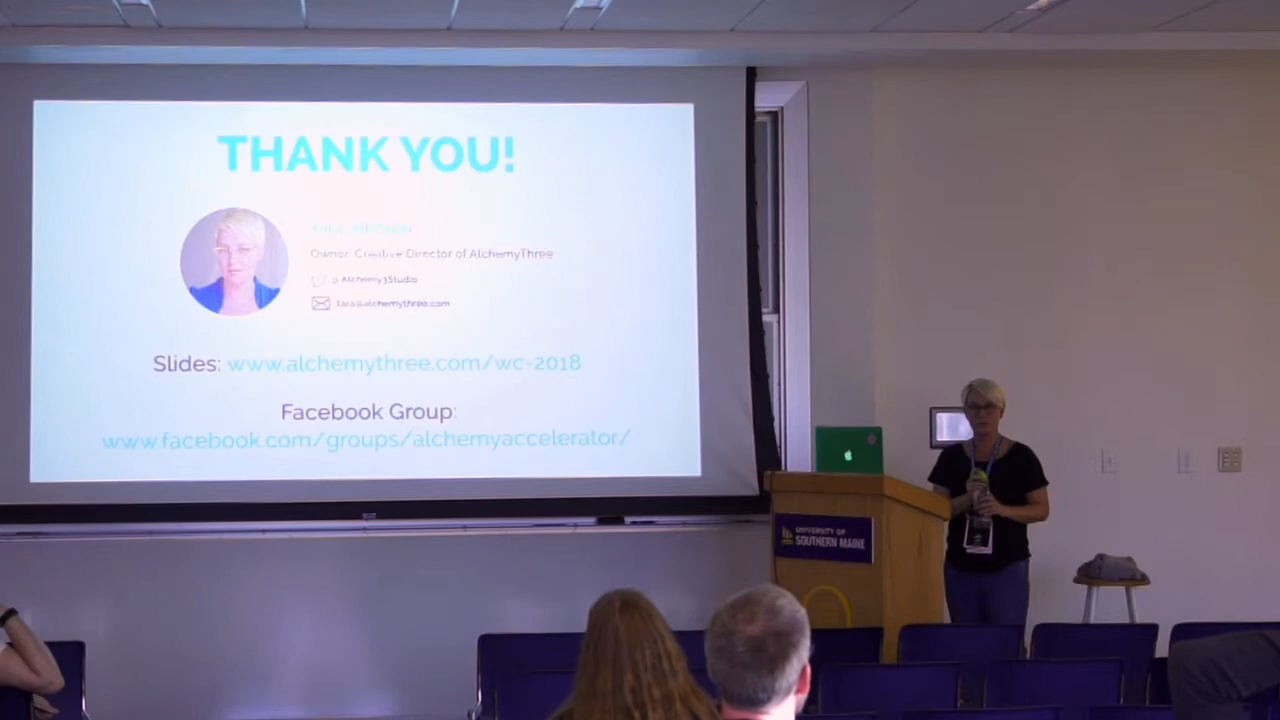 THANK YOU!
Owner, Creative Director of AlchemyThree
@ Alchemy3Studio
tara@alchemythree.com
Slides: www.alchemythree.com/wc-2018
Facebook Group:
www.facebook.com/groups/alchemyaccelerator/
UNIVERSITY OF
SOUTHERN MAINE